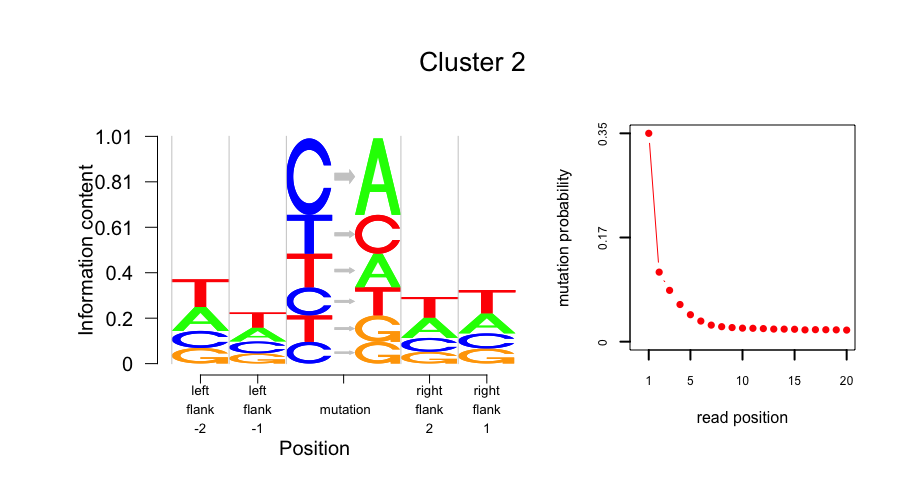 Cluster 2
Information content
1.01
0.81
0.61
0.4
0.2
0
T
A
C
G
T
A
C
G
C
T
T
C
T
C
A
C
A
T
G
G
T
A
C
G
T
A
C
G
left
flank
-2
left
flank
-1
mutation
right
flank
2
right
flank
1
Position
mutation probability
0.35
0.17
0
1
5
10
15
20
read position